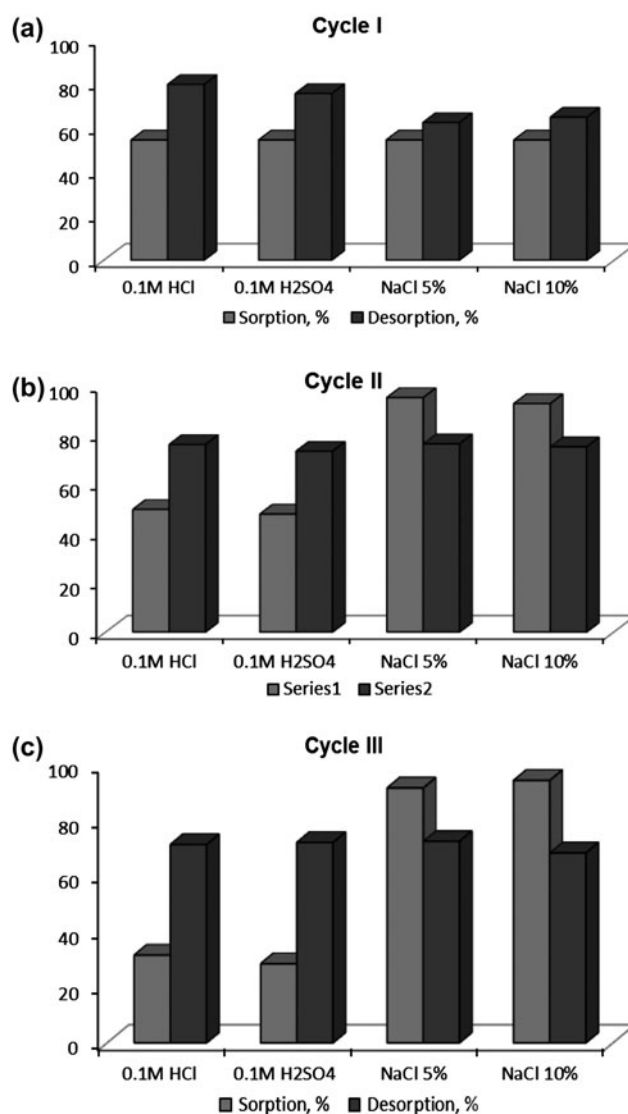 (a)
Cycle I
100
80
60
40
20
0
0.1M HCl 0.1M H2SO4 NaCl 5% NaCl 10%
Sorption, % Desorption, %
(b)
Cycle II
100
80
60
40
20
0
0.1M HCl 0.1M H2SO4 NaCl 5% NaCl 10%
Series1 Series2
(c)
Cycle III
100
80
60
40
20
0
0.1M HCl 0.1M H2SO4 NaCl 5% NaCl 10%
Sorption, % Desorption, %